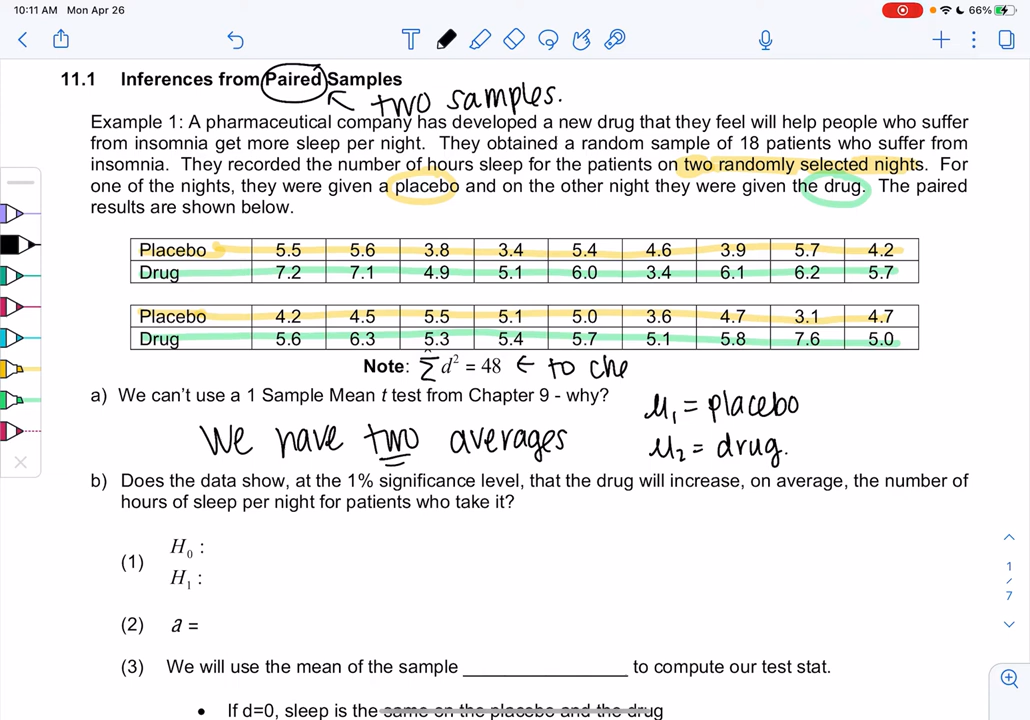 10:11 AM Mon Apr 26
66%
T
11.1 Inferences from Paired Samples
two samples.
Example 1: A pharmaceutical company has developed a new drug that they feel will help people who suffer
from insomnia get more sleep per night. They obtained a random sample of 18 patients who suffer from
insomnia. They recorded the number of hours sleep for the patients on two randomly selected nights. For
one of the nights, they were given a placebo and on the other night they were given the drug. The paired
results are shown below.
Placebo 5.5 5.6 3.8 3.4 5.4 4.6 3.9 5.7 4.2
Drug 7.2 7.1 4.9 5.1 6.0 3.4 6.1 6.2 5.7
Placebo 4.2 4.5 5.5 5.1 5.0 3.6 4.7 3.1 4.7
Drug 5.6 6.3 5.3 5.4 5.7 5.1 5.8 7.6 5.0
Note: Σd² = 48 ← to che
a) We can't use a 1 Sample Mean t test from Chapter 9 - why?
μ₁ = placebo
We have two averages
μ₂ = drug.
b) Does the data show, at the 1% significance level, that the drug will increase, on average, the number of
hours of sleep per night for patients who take it?
(1) H₀ :
H₁ :
(2) a =
(3) We will use the mean of the sample ________________ to compute our test stat.
• If d=0, sleep is the same on the placebo and the drug
1
/
7